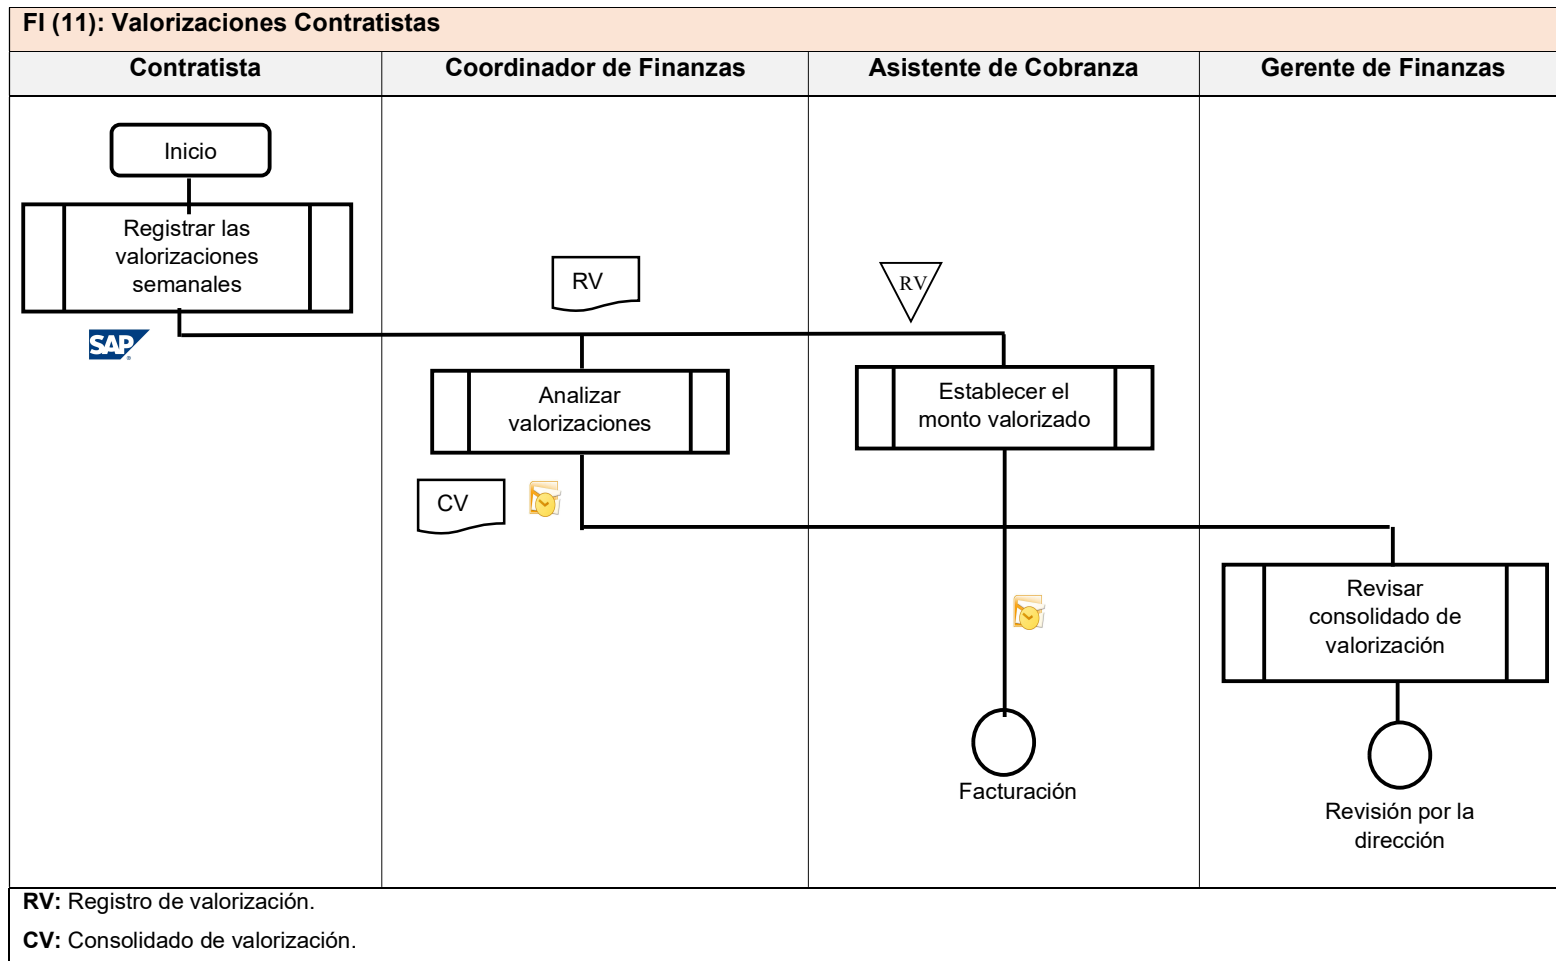 FI (11): Valorizaciones Contratistas
Contratista
Coordinador de Finanzas
Asistente de Cobranza
Gerente de Finanzas
Inicio
Registrar las
valorizaciones
semanales
SAP
RV
RV
Analizar
valorizaciones
Establecer el
monto valorizado
CV
Revisar
consolidado de
valorización
Facturación
Revisión por la
dirección
RV: Registro de valorización.
CV: Consolidado de valorización.